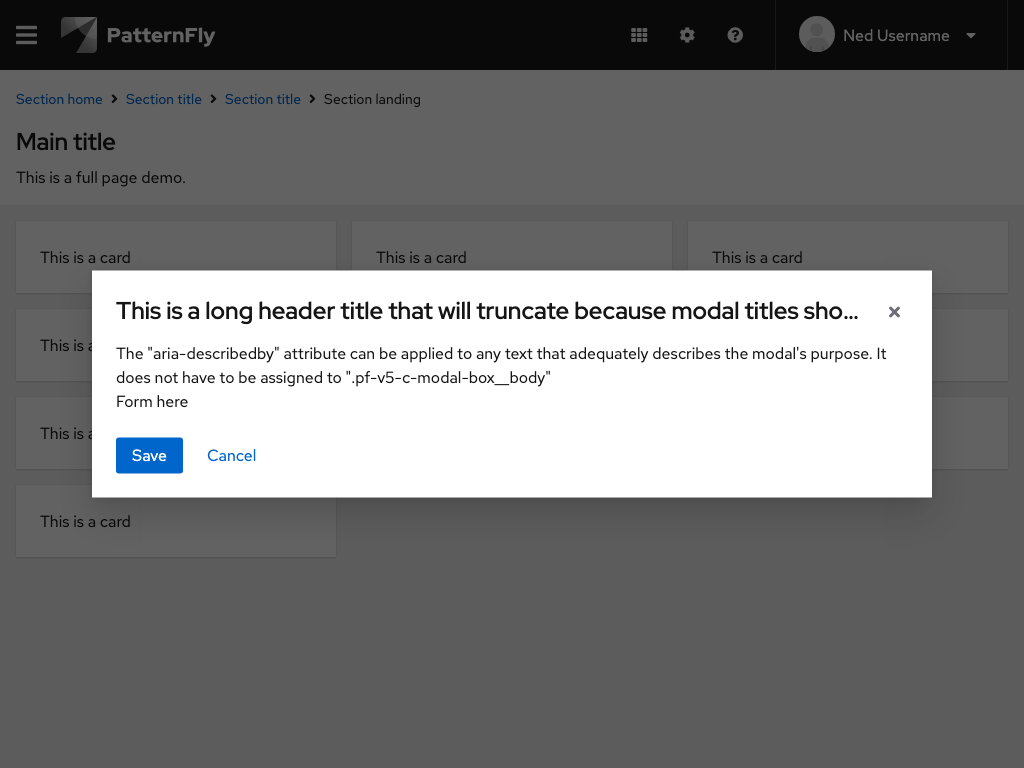 PatternFly
Ned Username
Section home
Section title
Section title
Section landing
Main title
This is a full page demo.
This is a card
This is a card
This is a card
This is a long header title that will truncate because modal titles sho...
The "aria-describedby" attribute can be applied to any text that adequately describes the modal's purpose. It
does not have to be assigned to ".pf-v5-c-modal-box__body"
Form here
This is a
This is a
Save
Cancel
This is a card